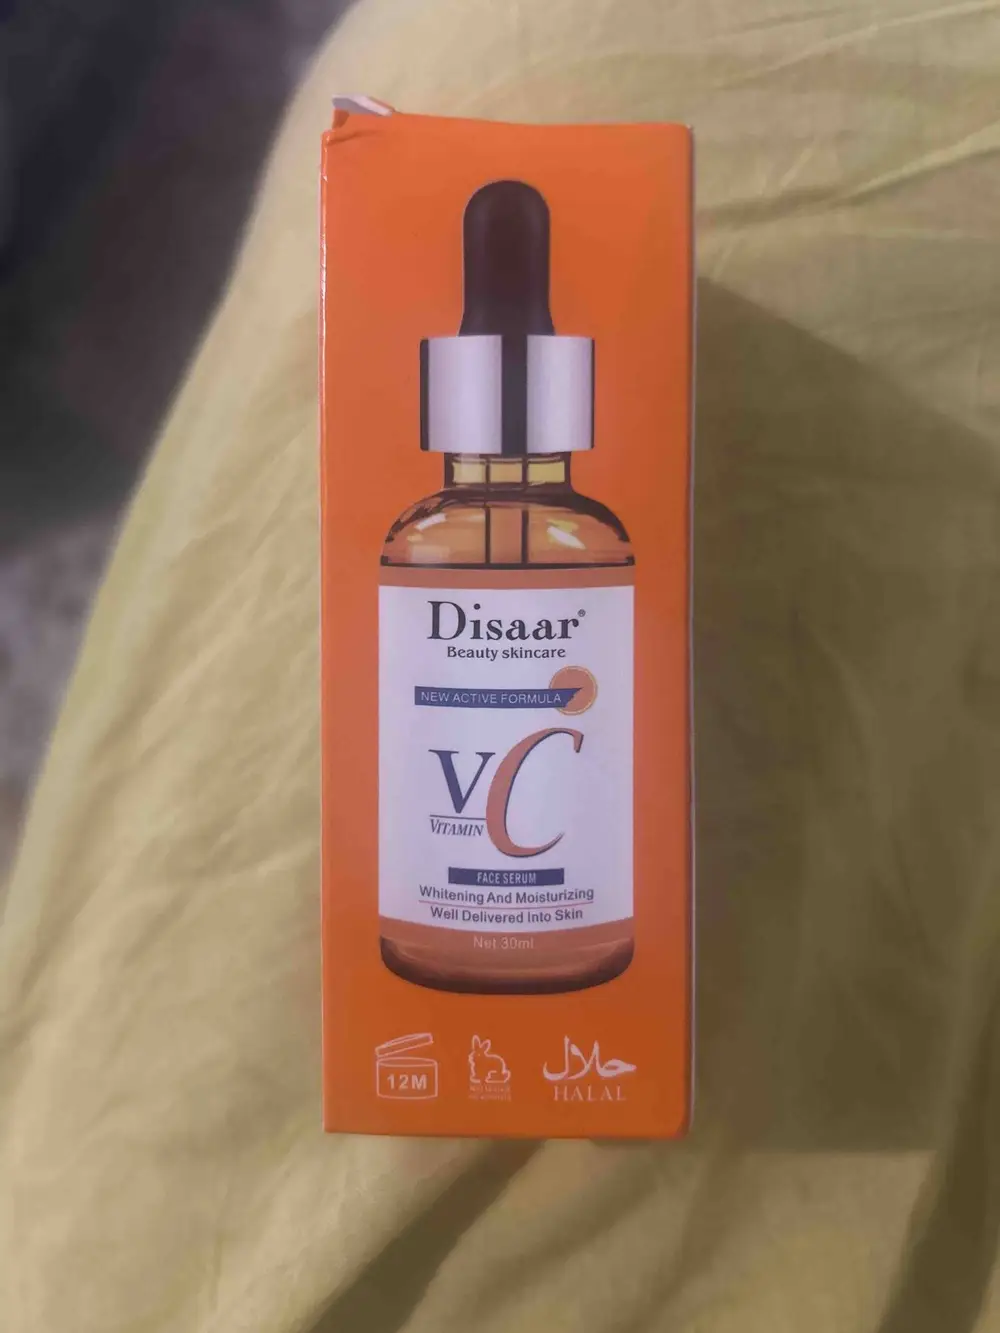 Disaar®
Beauty skincare
NEW ACTIVE FORMULA
VC
VITAMIN
FACE SERUM
Whitening And Moisturizing
Well Delivered Into Skin
Net 30ml
12M
حلال
HALAL